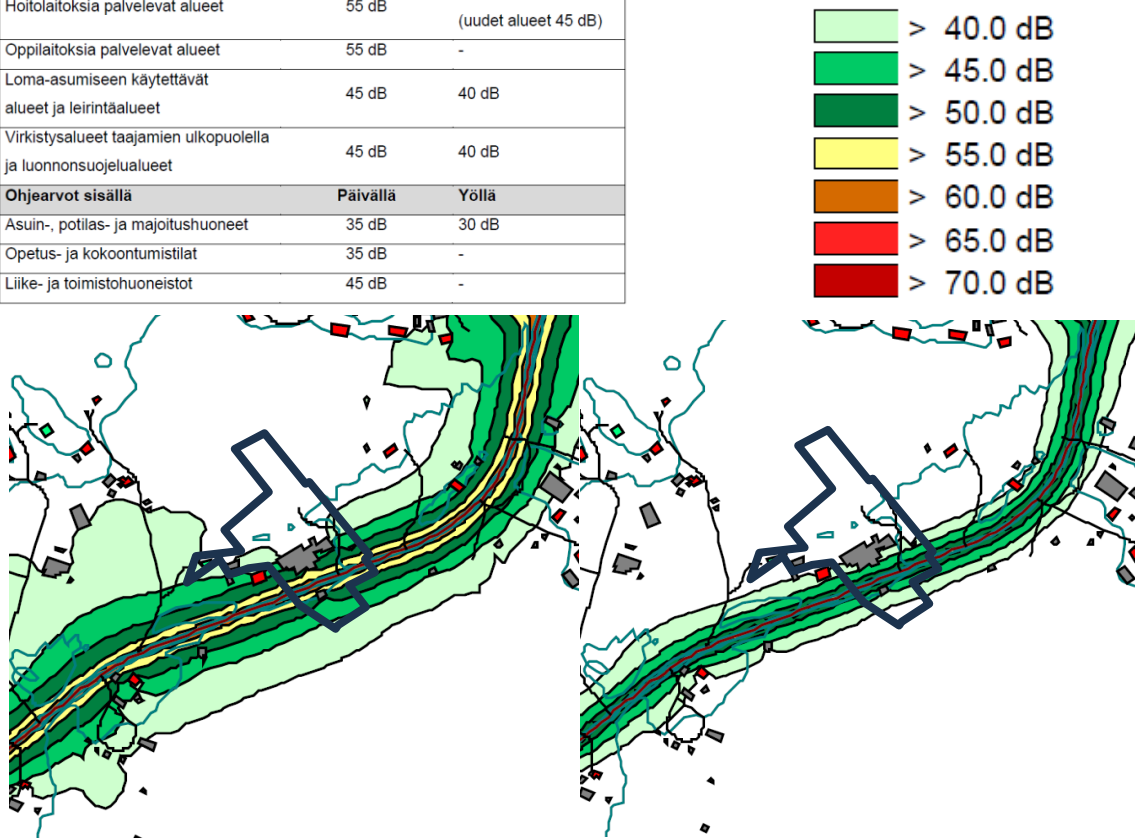 Hoitolaitoksia palvelevat alueet 55 dB
(uudet alueet 45 dB)
Oppilaitoksia palvelevat alueet 55 dB -
Loma-asumiseen käytettävät
alueet ja leirintäalueet 45 dB 40 dB
Virkistysalueet taajamien ulkopuolella
ja luonnonsuojelualueet 45 dB 40 dB
Ohjearvot sisällä Päivällä Yöllä
Asuin-, potilas- ja majoitushuoneet 35 dB 30 dB
Opetus- ja kokoontumistilat 35 dB -
Liike- ja toimistohuoneistot 45 dB -
> 40.0 dB
> 45.0 dB
> 50.0 dB
> 55.0 dB
> 60.0 dB
> 65.0 dB
> 70.0 dB